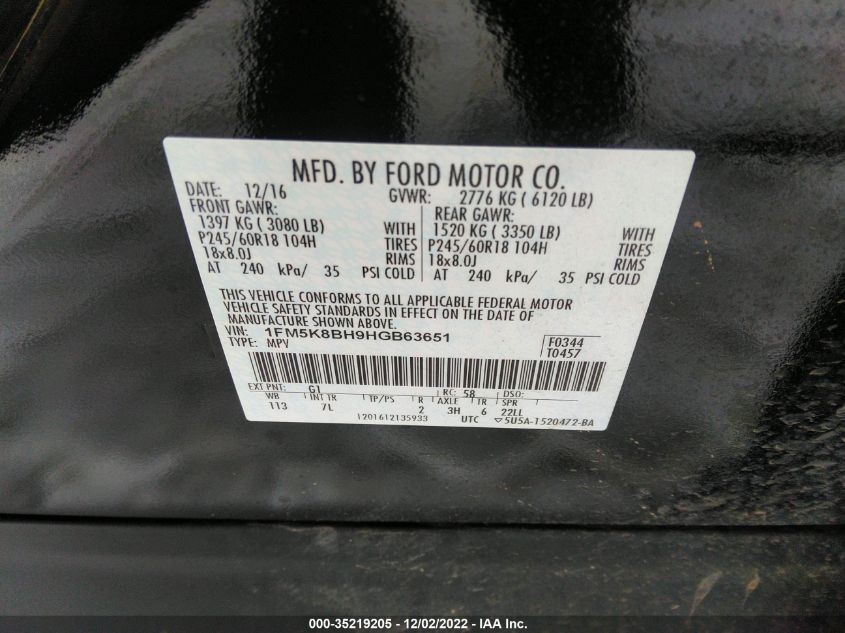 MFD. BY FORD MOTOR CO.
DATE: 12/16 GVWR: 2776 KG ( 6120 LB)
FRONT GAWR: REAR GAWR:
1397 KG ( 3080 LB) WITH 1520 KG ( 3350 LB) WITH
P245/60R18 104H TIRES P245/60R18 104H TIRES
18x8.0J RIMS 18x8.0J RIMS
AT 240 kPa/ 35 PSI COLD AT 240 kPa/ 35 PSI COLD
THIS VEHICLE CONFORMS TO ALL APPLICABLE FEDERAL MOTOR
VEHICLE SAFETY STANDARDS IN EFFECT ON THE DATE OF
MANUFACTURE SHOWN ABOVE.
VIN: 1FM5K8BH9HGB63651 F0344
TYPE: MPV T0457
EXT PNT: G1 RC: 58 DSO:
WB INT TR TP/PS R AXLE TR SPR
113 7L 2 3H 6 22LL
1201612135933 UTC ▽5U5A-1520472-BA
000-35219205 - 12/02/2022 - IAA Inc.